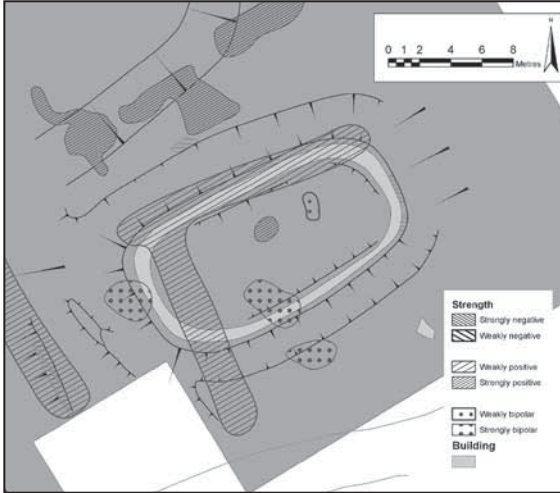 N
0 1 2 4 6 8
Metres
Strength
Strongly negative
Weakly negative
Weakly positive
Strongly positive
Weakly bipolar
Strongly bipolar
Building